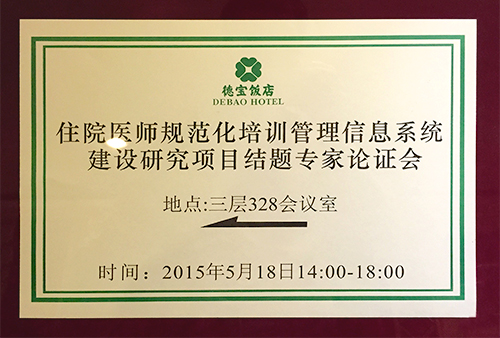 德宝饭店
DEBAO HOTEL
住院医师规范化培训管理信息系统
建设研究项目结题专家论证会
地点:三层328会议室
时间：2015年5月18日14:00-18:00